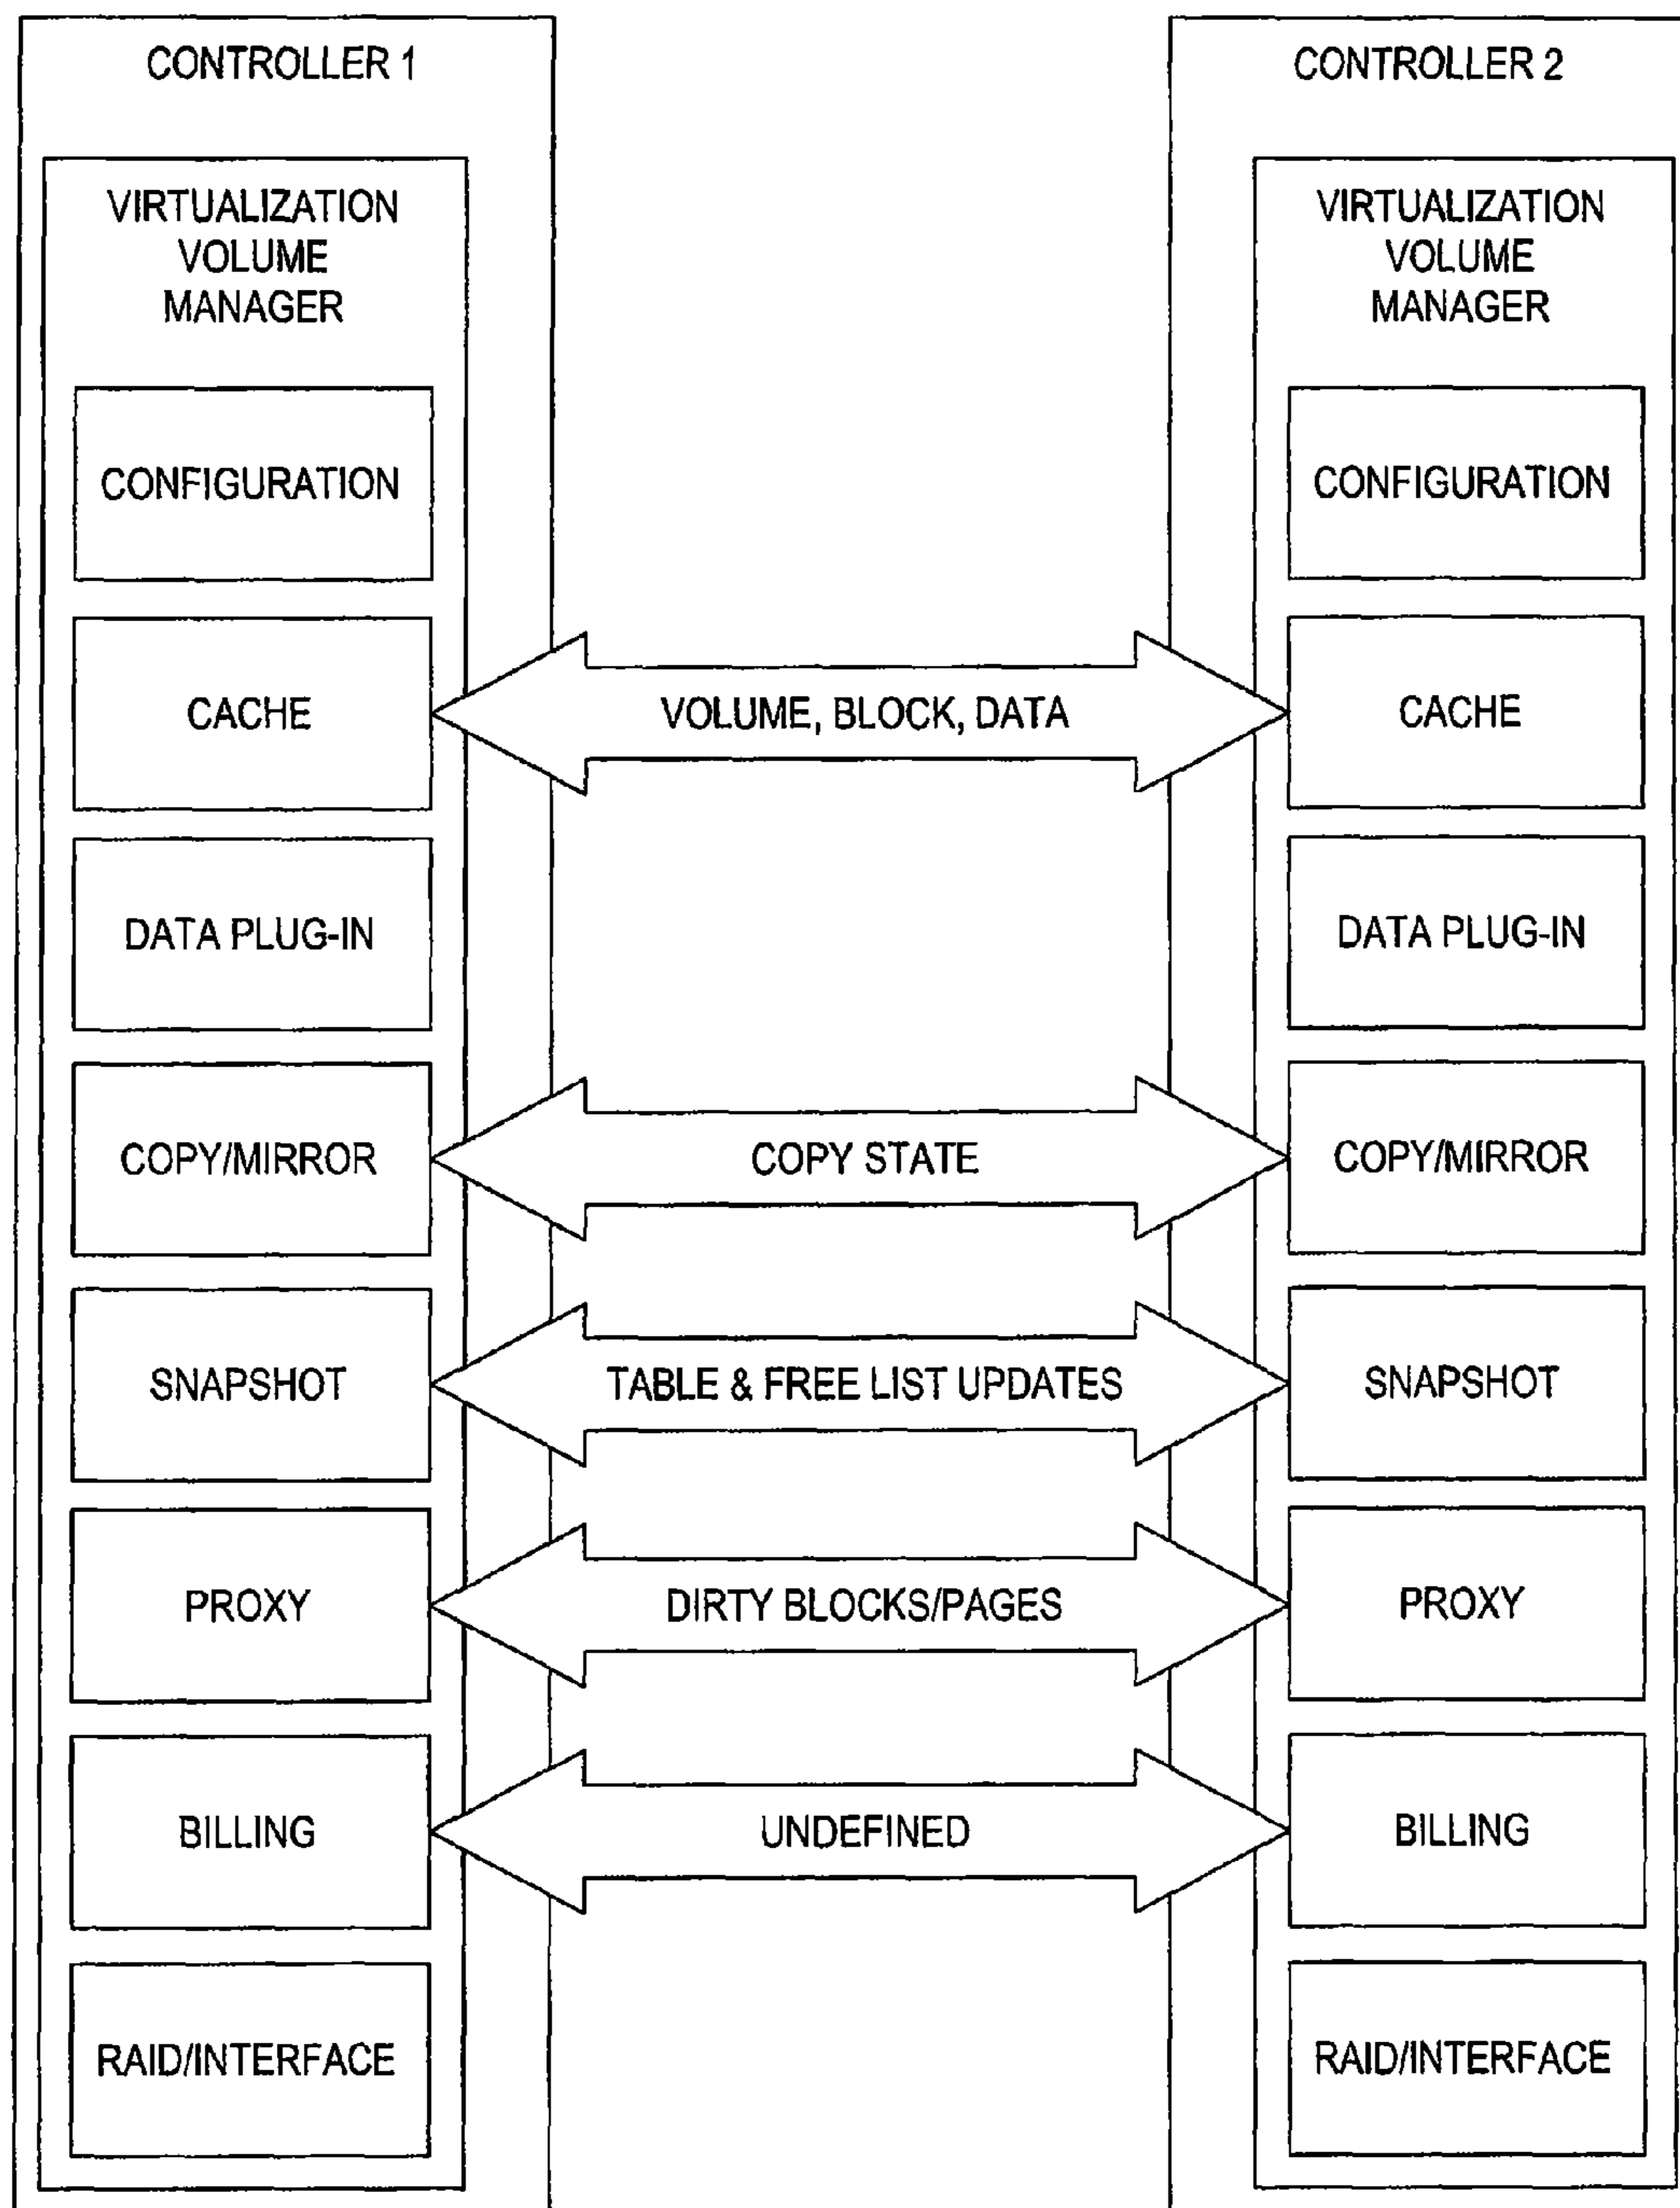 CONTROLLER 1
CONTROLLER 2
VIRTUALIZATION
VOLUME
MANAGER
VIRTUALIZATION
VOLUME
MANAGER
CONFIGURATION
CONFIGURATION
CACHE
VOLUME, BLOCK, DATA
CACHE
DATA PLUG-IN
DATA PLUG-IN
COPY/MIRROR
COPY STATE
COPY/MIRROR
SNAPSHOT
TABLE & FREE LIST UPDATES
SNAPSHOT
PROXY
DIRTY BLOCKS/PAGES
PROXY
BILLING
UNDEFINED
BILLING
RAID/INTERFACE
RAID/INTERFACE